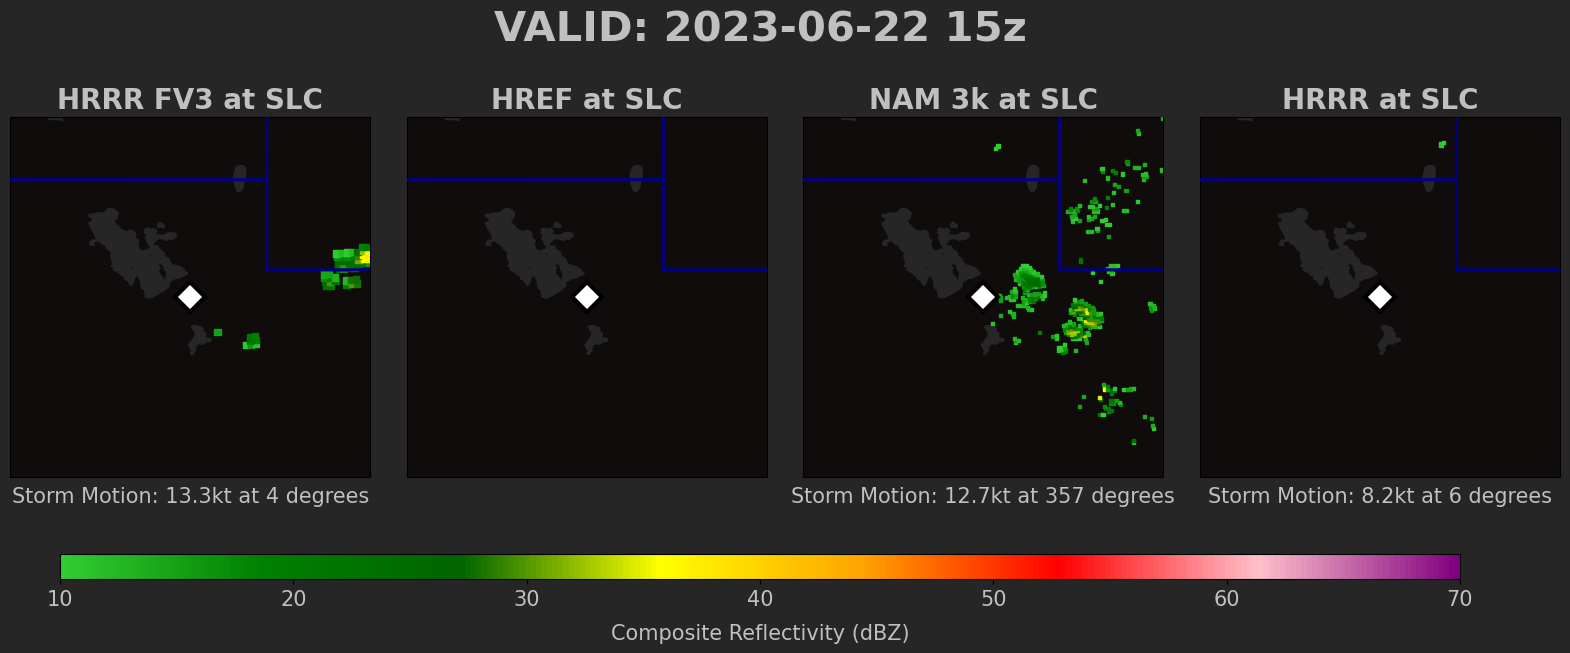 VALID: 2023-06-22 15z
HRRR FV3 at SLC
HREF at SLC
NAM 3k at SLC
HRRR at SLC
Storm Motion: 13.3kt at 4 degrees
Storm Motion: 12.7kt at 357 degrees
Storm Motion: 8.2kt at 6 degrees
10 20 30 40 50 60 70
Composite Reflectivity (dBZ)